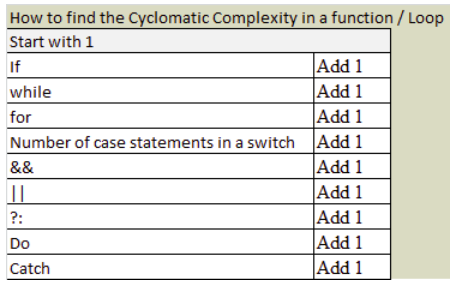 How to find the Cyclomatic Complexity in a function / Loop
Start with 1
If Add 1
while Add 1
for Add 1
Number of case statements in a switch Add 1
&& Add 1
|| Add 1
?: Add 1
Do Add 1
Catch Add 1